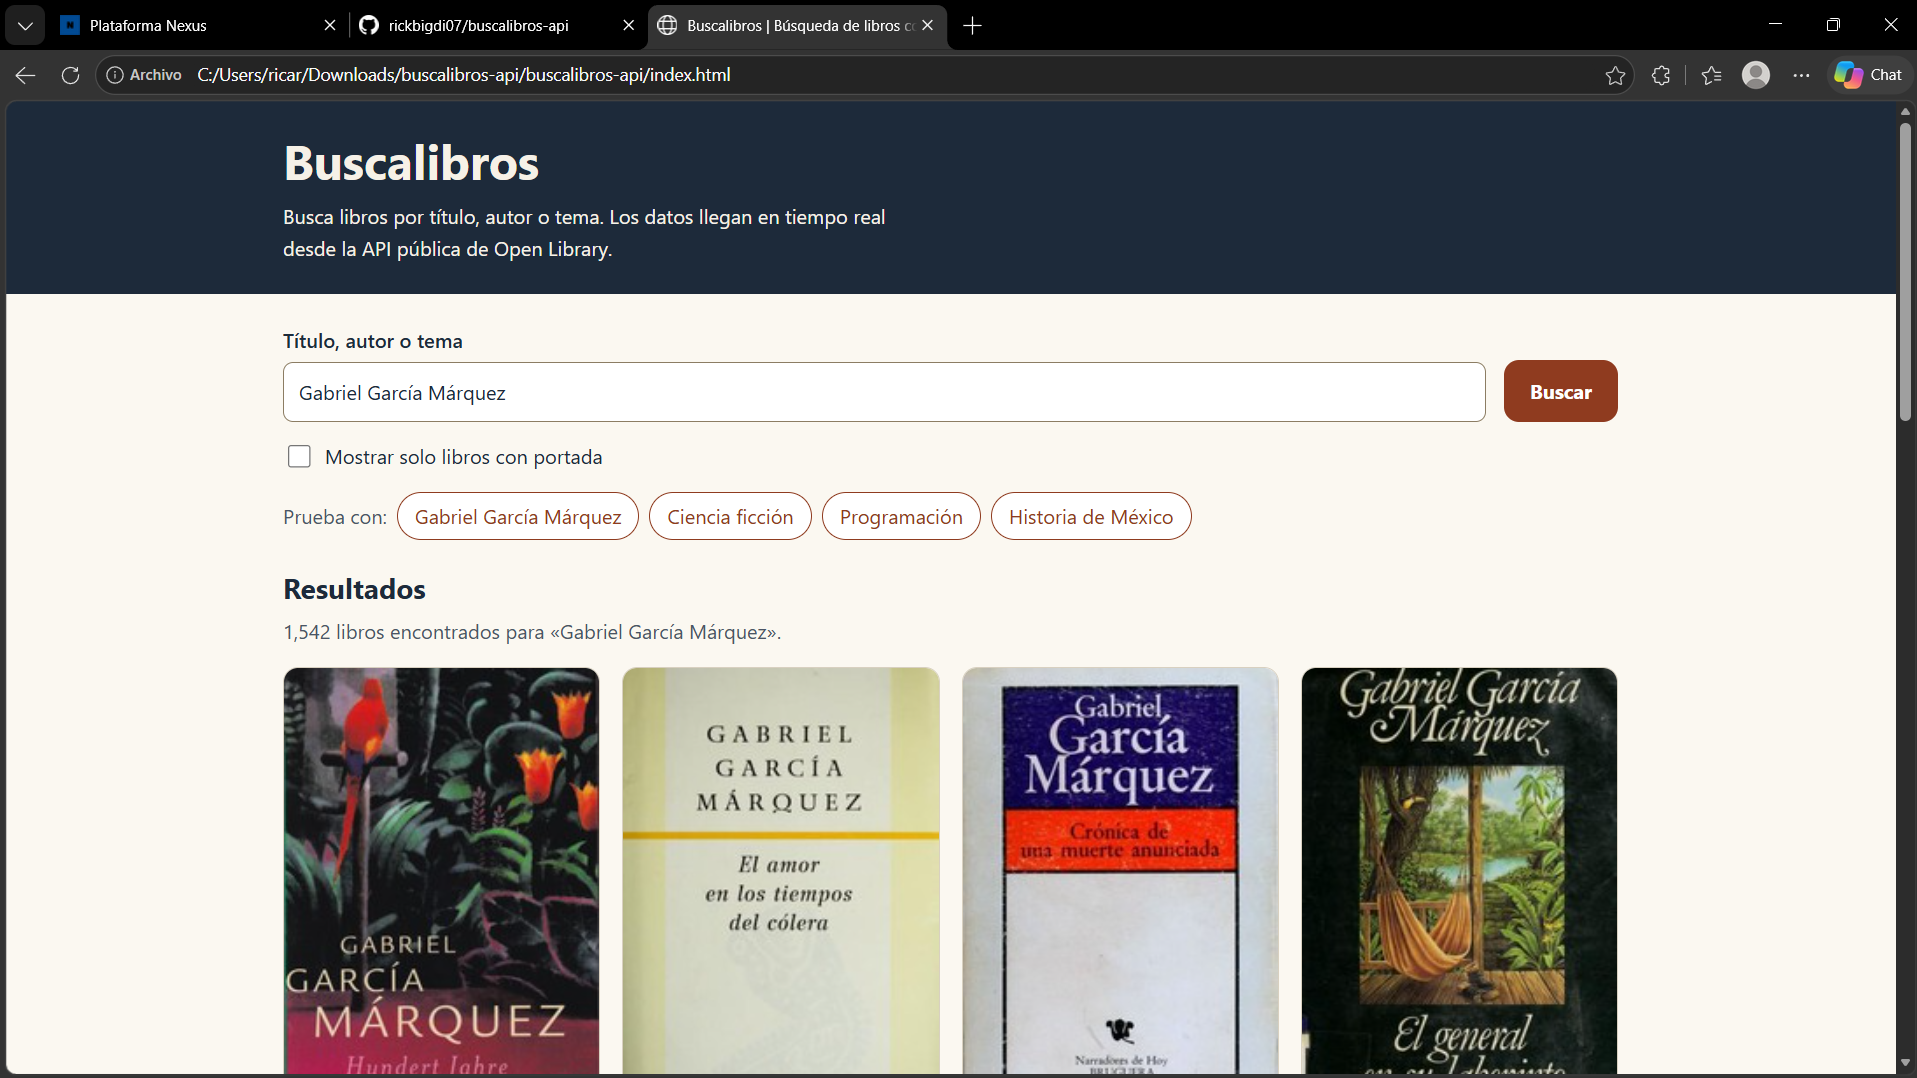 Plataforma Nexus
rickbigdi07/buscalibros-api
Buscalibros | Búsqueda de libros co
Archivo
C:/Users/ricar/Downloads/buscalibros-api/buscalibros-api/index.html
Chat
Buscalibros
Busca libros por título, autor o tema. Los datos llegan en tiempo real
desde la API pública de Open Library.
Título, autor o tema
Gabriel García Márquez
Buscar
Mostrar solo libros con portada
Prueba con:
Gabriel García Márquez
Ciencia ficción
Programación
Historia de México
Resultados
1,542 libros encontrados para «Gabriel García Márquez».
GABRIEL
GARCÍA
MÁRQUEZ
Hundert Jahre
GABRIEL
GARCÍA
MÁRQUEZ
El amor
en los tiempos
del cólera
Gabriel
García
Márquez
Crónica de
una muerte anunciada
Narradores de Hoy
BRUGUERA
Gabriel García
Márquez
El general
en su laberinto